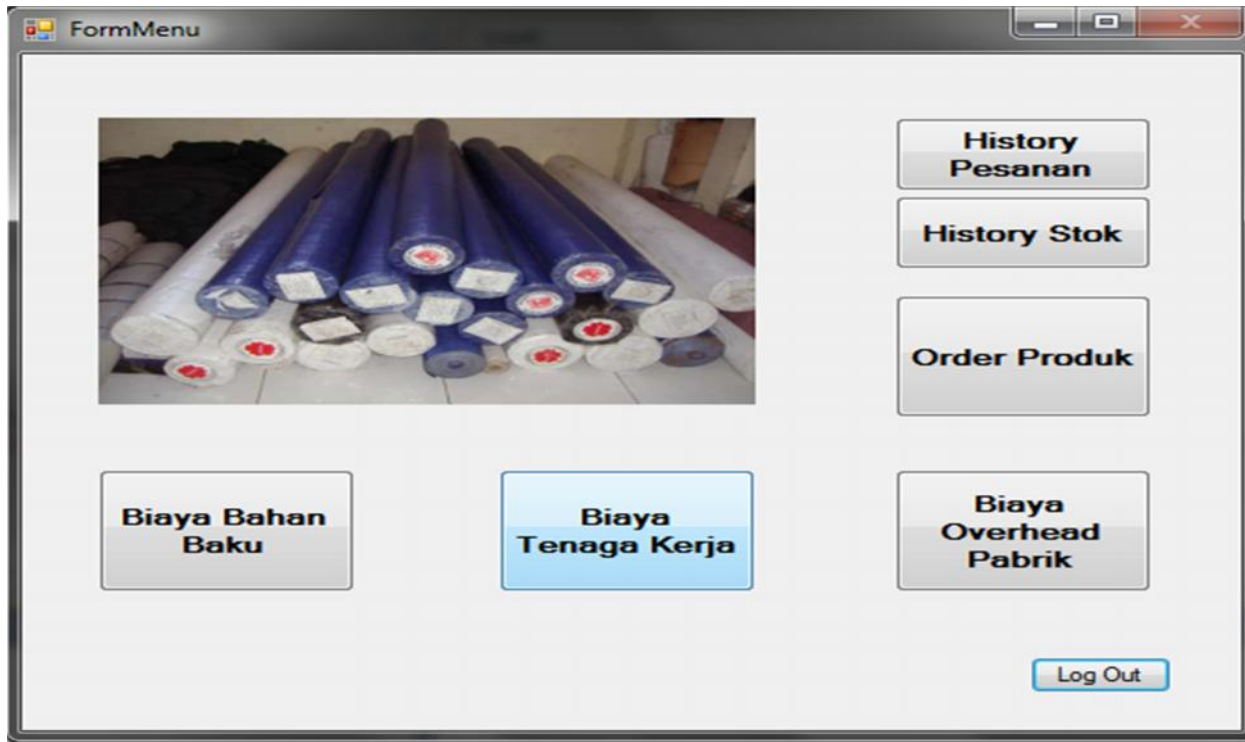 FormMenu
History
Pesanan
History Stok
Order Produk
Biaya Bahan
Baku
Biaya
Tenaga Kerja
Biaya
Overhead
Pabrik
Log Out